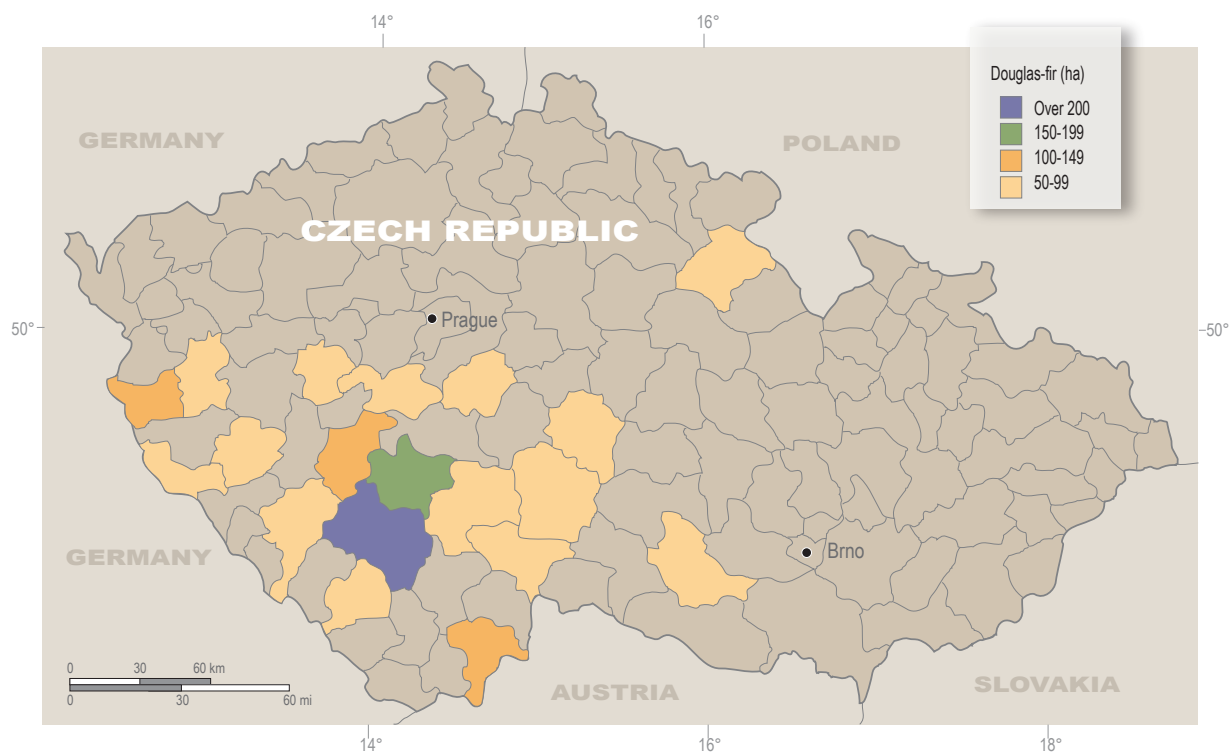 14°
16°
Douglas-fir (ha)
Over 200
150-199
100-149
50-99
GERMANY
POLAND
CZECH REPUBLIC
50°
Prague
50°
GERMANY
Brno
0 30 60 km
0 30 60 mi
AUSTRIA
SLOVAKIA
14°
16°
18°